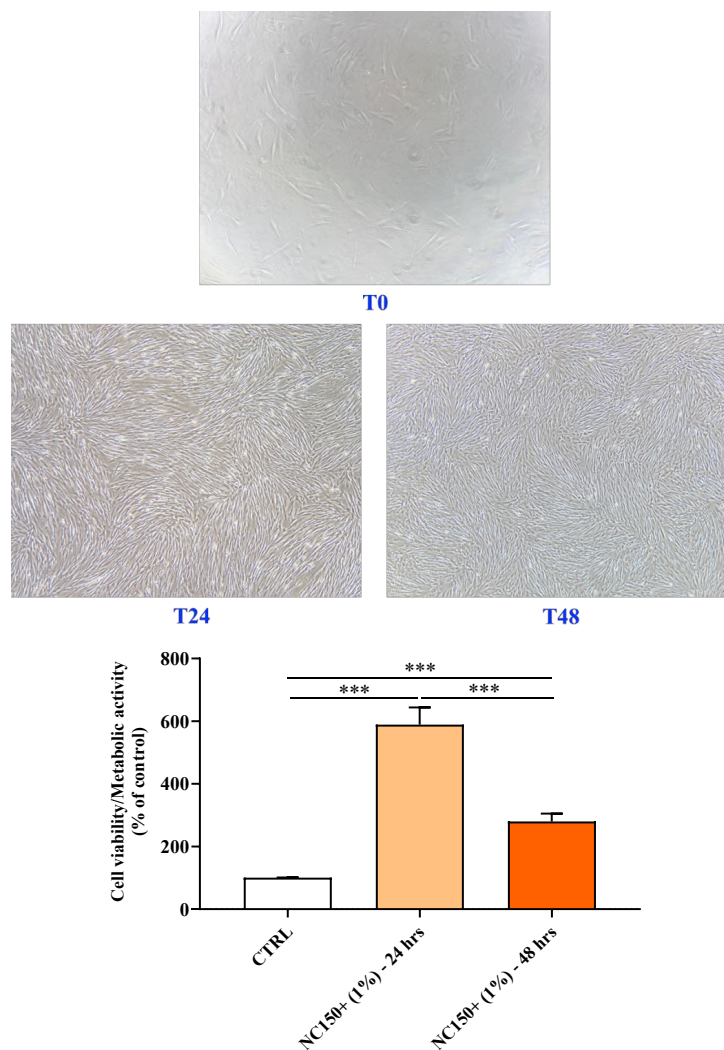 T0
T24
T48
Cell viability/Metabolic activity
(% of control)
800
600
400
200
0
***
***
***
CTRL
NC150+ (1%) - 24 hrs
NC150+ (1%) - 48 hrs